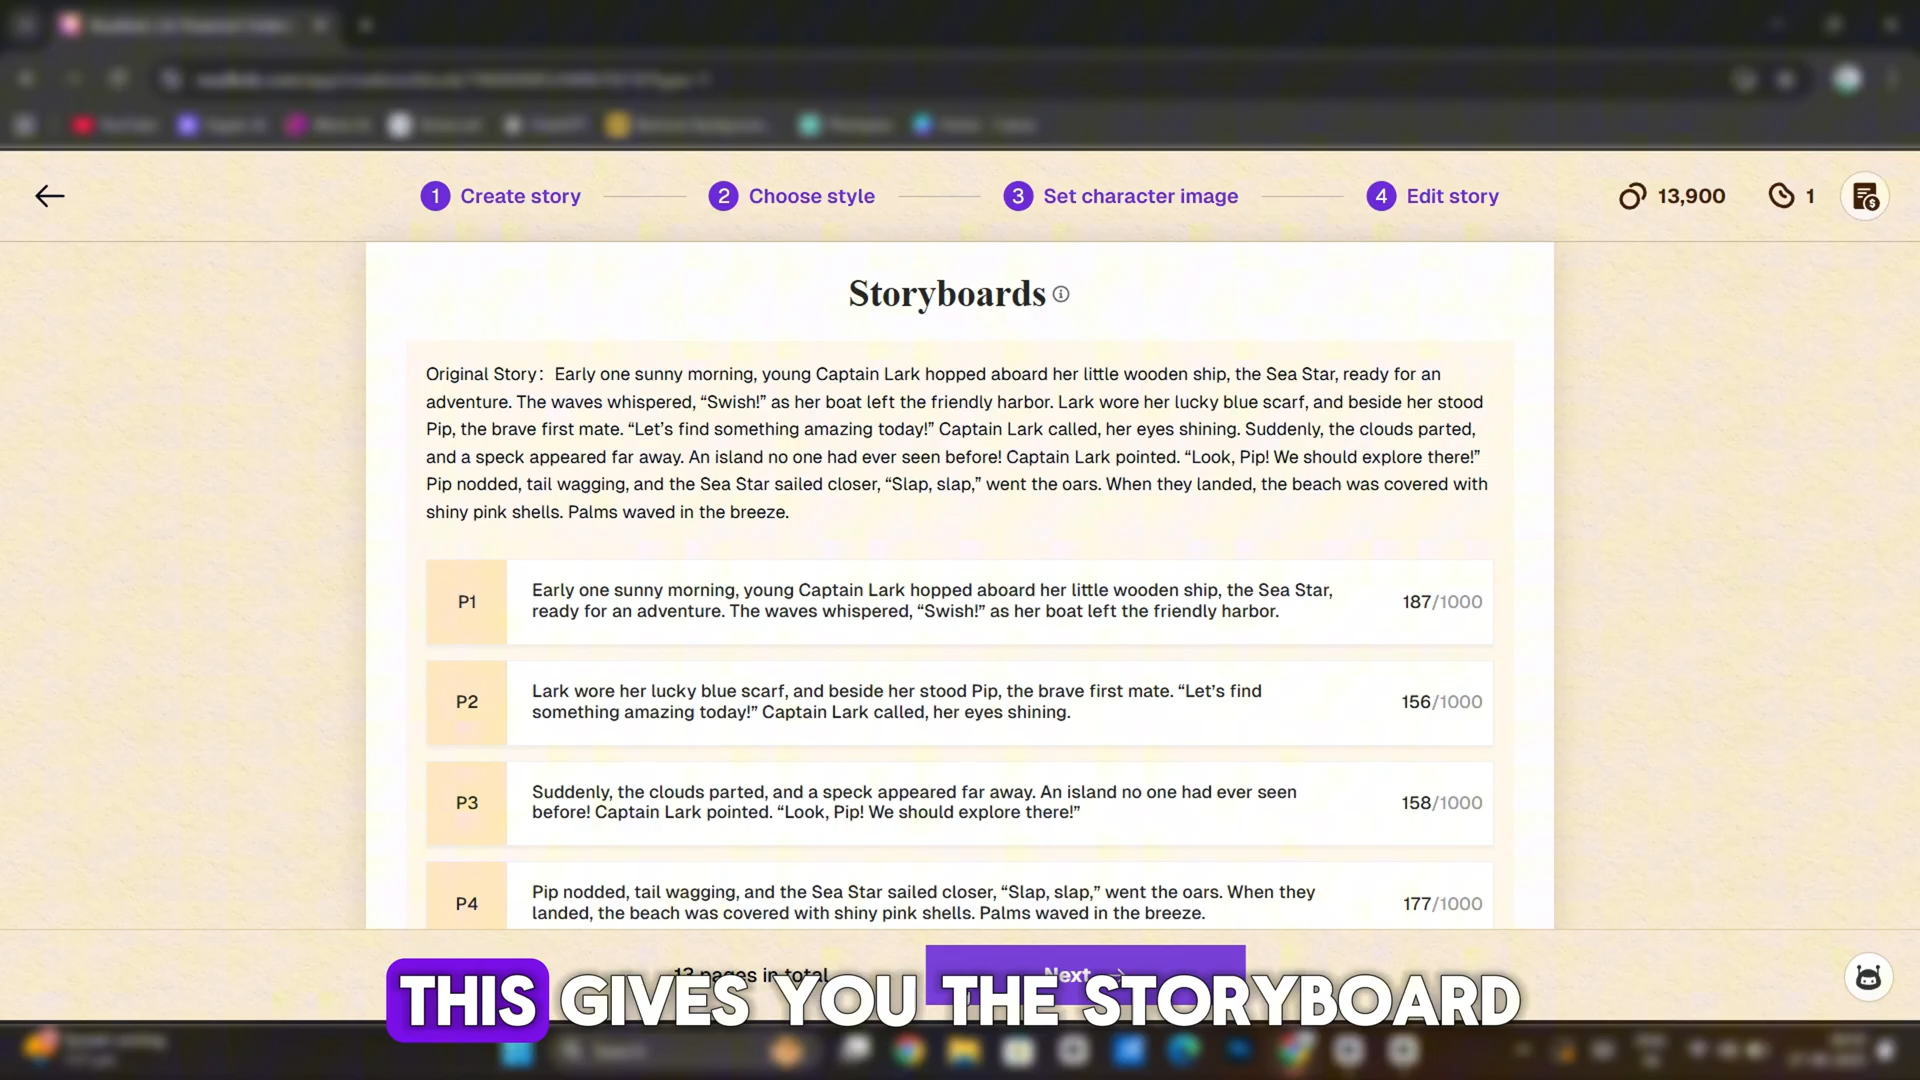 1 Create story
2 Choose style
3 Set character image
4 Edit story
13,900
1
Storyboards
Original Story: Early one sunny morning, young Captain Lark hopped aboard her little wooden ship, the Sea Star, ready for an
adventure. The waves whispered, “Swish!” as her boat left the friendly harbor. Lark wore her lucky blue scarf, and beside her stood
Pip, the brave first mate. “Let’s find something amazing today!” Captain Lark called, her eyes shining. Suddenly, the clouds parted,
and a speck appeared far away. An island no one had ever seen before! Captain Lark pointed. “Look, Pip! We should explore there!”
Pip nodded, tail wagging, and the Sea Star sailed closer, “Slap, slap,” went the oars. When they landed, the beach was covered with
shiny pink shells. Palms waved in the breeze.
P1
Early one sunny morning, young Captain Lark hopped aboard her little wooden ship, the Sea Star,
ready for an adventure. The waves whispered, “Swish!” as her boat left the friendly harbor.
187/1000
P2
Lark wore her lucky blue scarf, and beside her stood Pip, the brave first mate. “Let’s find
something amazing today!” Captain Lark called, her eyes shining.
156/1000
P3
Suddenly, the clouds parted, and a speck appeared far away. An island no one had ever seen
before! Captain Lark pointed. “Look, Pip! We should explore there!”
158/1000
P4
Pip nodded, tail wagging, and the Sea Star sailed closer, “Slap, slap,” went the oars. When they
landed, the beach was covered with shiny pink shells. Palms waved in the breeze.
177/1000
pages in total
Next
THIS GIVES YOU THE STORYBOARD